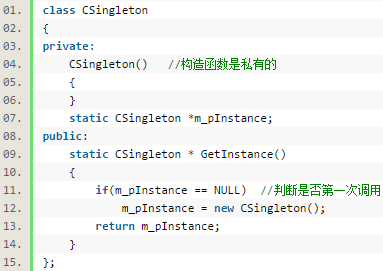 01. class CSingleton
02. {
03. private:
04.     CSingleton()   //构造函数是私有的
05.     {
06.     }
07.     static CSingleton *m_pInstance;
08. public:
09.     static CSingleton * GetInstance()
10.     {
11.         if(m_pInstance == NULL)  //判断是否第一次调用
12.             m_pInstance = new CSingleton();
13.         return m_pInstance;
14.     }
15. };